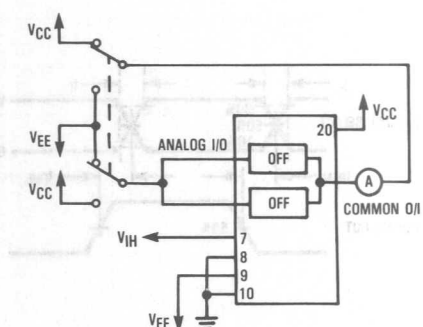 VCC
VEE
VCC
ANALOG I/O
20
VCC
OFF
OFF
A
COMMON O/I
VIH
7
8
9
10
VEE